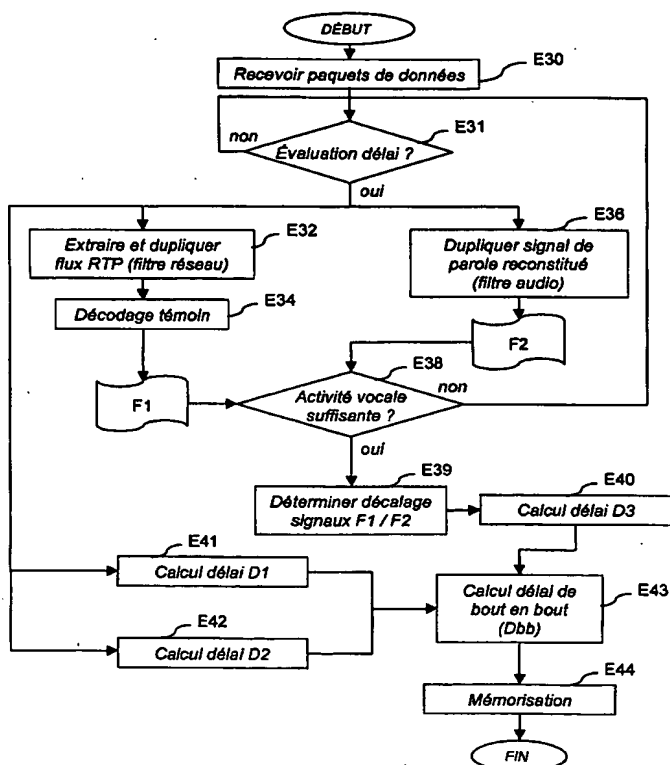 DÉBUT
Recevoir paquets de données
E30
E31
non
Évaluation délai ?
oui
E32
Extraire et dupliquer
flux RTP (filtre réseau)
E36
Dupliquer signal de
parole reconstitué
(filtre audio)
E34
Décodage témoin
F2
E38
non
F1
Activité vocale
suffisante ?
oui
E39
Déterminer décalage
signaux F1 / F2
E40
Calcul délai D3
E41
Calcul délai D1
E42
Calcul délai D2
Calcul délai de
bout en bout
(Dbb)
E43
E44
Mémorisation
FIN